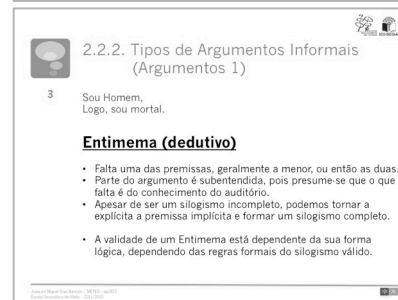 2.2.2. Tipos de Argumentos Informais
(Argumentos 1)
3
Sou Homem,
Logo, sou mortal.
Entimema (dedutivo)
• Falta uma das premissas, geralmente a menor, ou então as duas.
• Parte do argumento é subentendida, pois presume-se que o que falta é do conhecimento do auditório.
• Apesar de ser um silogismo incompleto, podemos tornar a explícita a premissa implícita e formar um silogismo completo.
• A validade de um Entimema está dependente da sua forma lógica, dependendo das regras formais do silogismo válido.